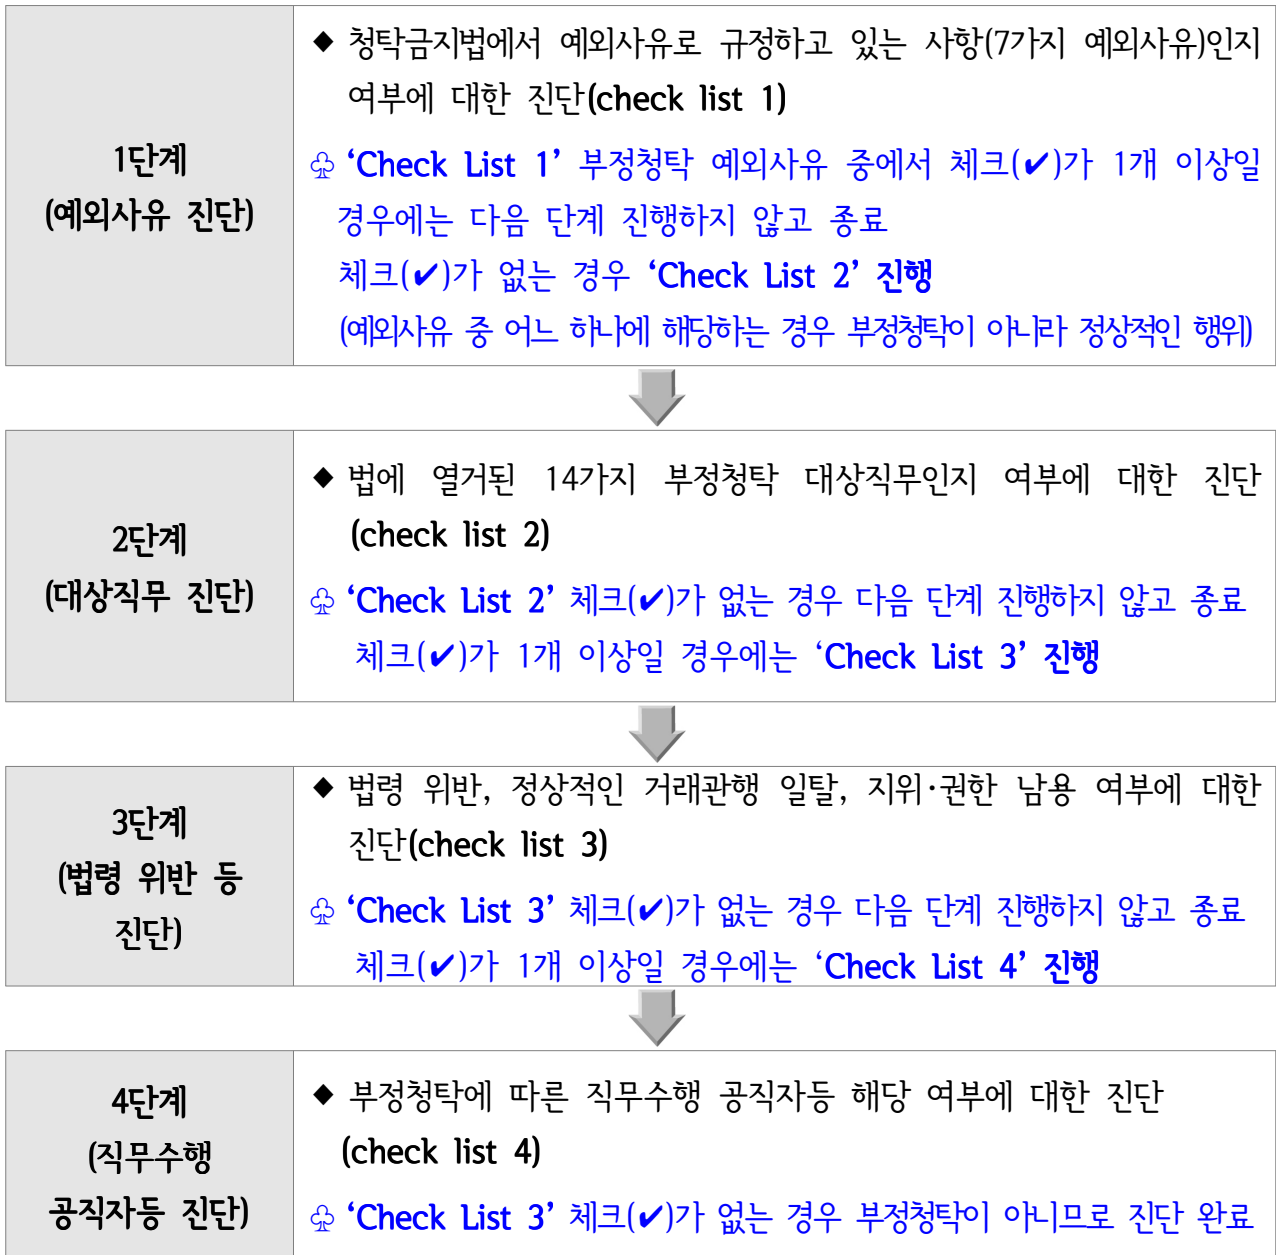 1단계
(예외사유 진단)
◆ 청탁금지법에서 예외사유로 규정하고 있는 사항(7가지 예외사유)인지
여부에 대한 진단(check list 1)
♧ ‘Check List 1’ 부정청탁 예외사유 중에서 체크(✔)가 1개 이상일
경우에는 다음 단계 진행하지 않고 종료
체크(✔)가 없는 경우 ‘Check List 2’ 진행
(예외사유 중 어느 하나에 해당하는 경우 부정청탁이 아니라 정상적인 행위)
2단계
(대상직무 진단)
◆ 법에 열거된 14가지 부정청탁 대상직무인지 여부에 대한 진단
(check list 2)
♧ ‘Check List 2’ 체크(✔)가 없는 경우 다음 단계 진행하지 않고 종료
체크(✔)가 1개 이상일 경우에는 ‘Check List 3’ 진행
3단계
(법령 위반 등
진단)
◆ 법령 위반, 정상적인 거래관행 일탈, 지위·권한 남용 여부에 대한
진단(check list 3)
♧ ‘Check List 3’ 체크(✔)가 없는 경우 다음 단계 진행하지 않고 종료
체크(✔)가 1개 이상일 경우에는 ‘Check List 4’ 진행
4단계
(직무수행
공직자등 진단)
◆ 부정청탁에 따른 직무수행 공직자등 해당 여부에 대한 진단
(check list 4)
♧ ‘Check List 3’ 체크(✔)가 없는 경우 부정청탁이 아니므로 진단 완료